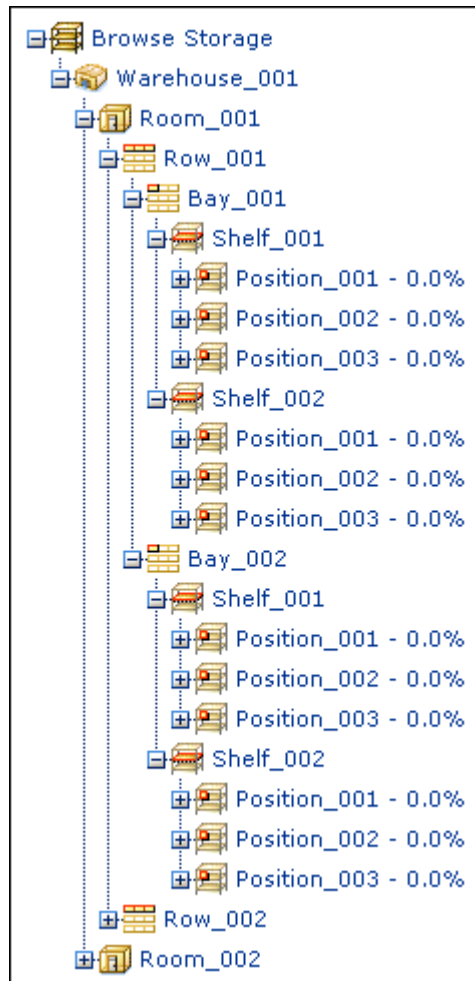 Browse Storage
Warehouse_001
Room_001
Row_001
Bay_001
Shelf_001
Position_001 - 0.0%
Position_002 - 0.0%
Position_003 - 0.0%
Shelf_002
Position_001 - 0.0%
Position_002 - 0.0%
Position_003 - 0.0%
Bay_002
Shelf_001
Position_001 - 0.0%
Position_002 - 0.0%
Position_003 - 0.0%
Shelf_002
Position_001 - 0.0%
Position_002 - 0.0%
Position_003 - 0.0%
Row_002
Room_002